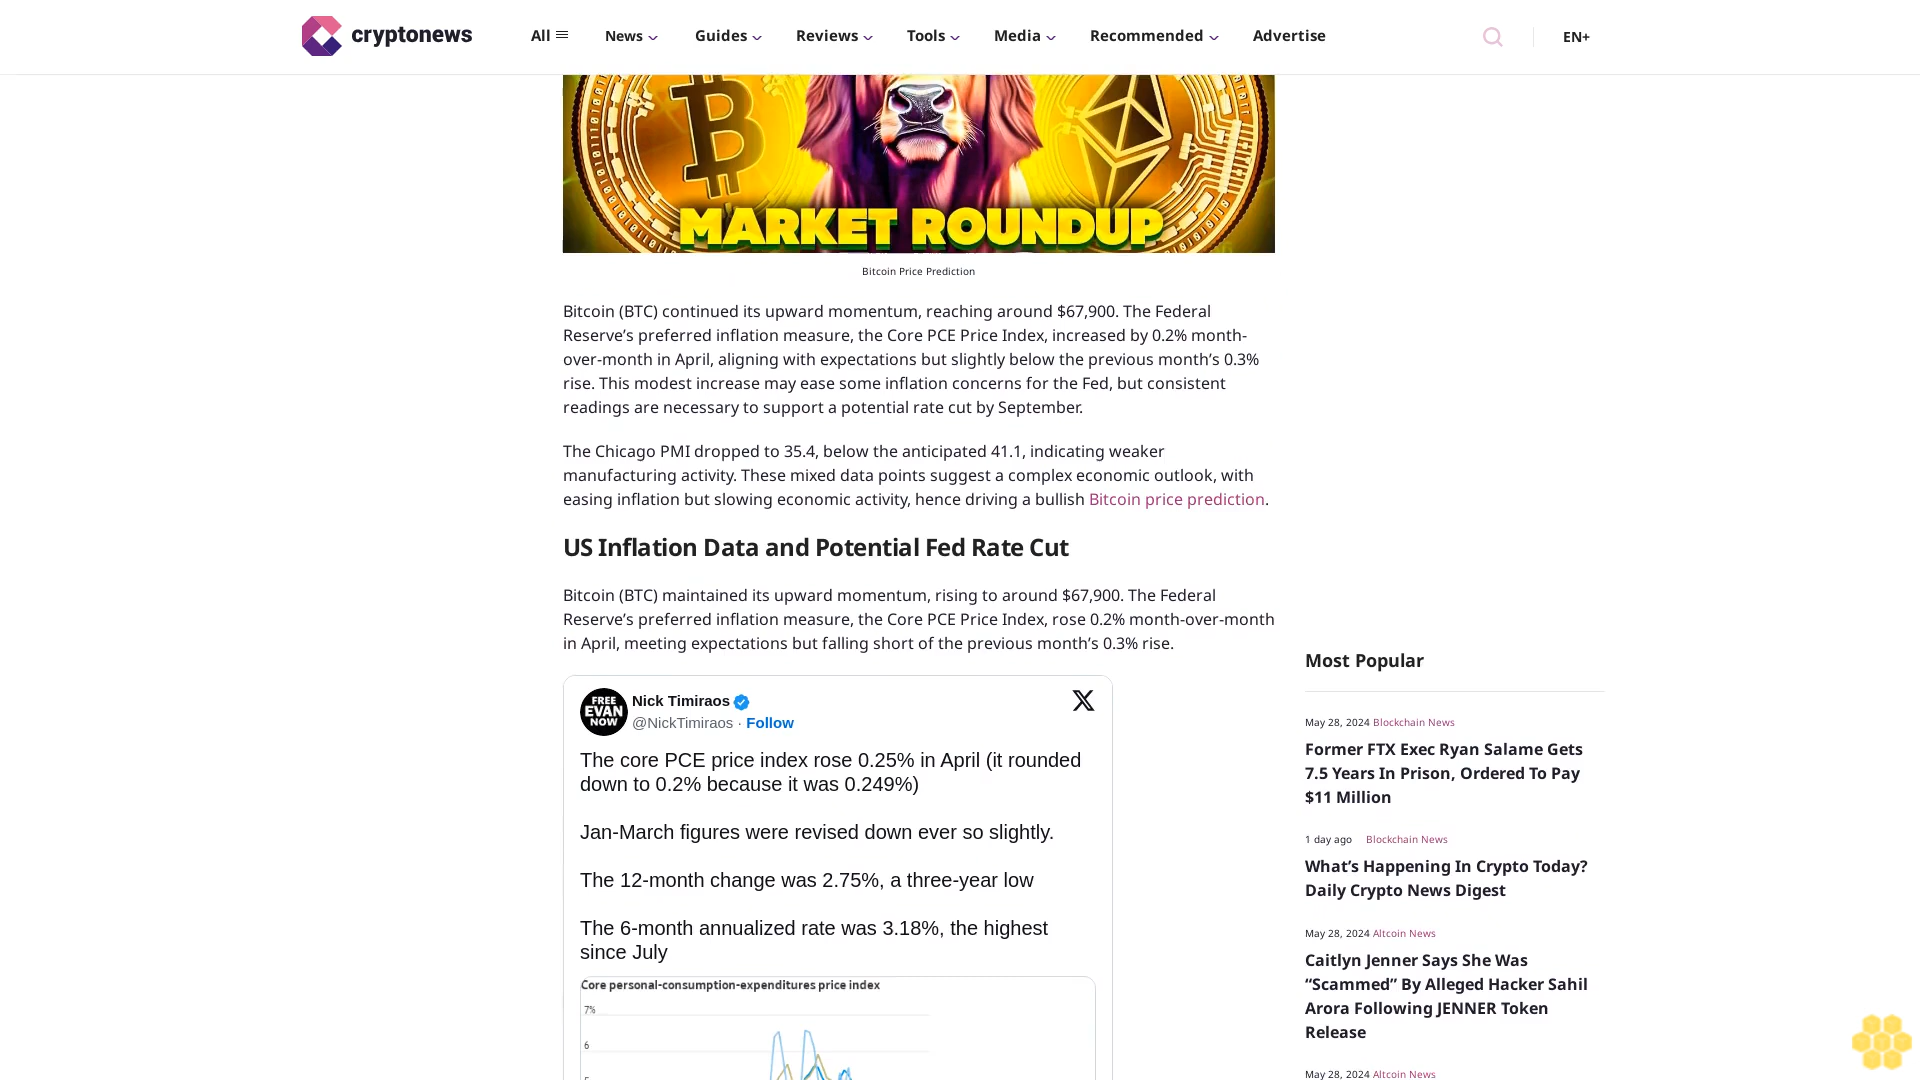 cryptonews
All
News
Guides
Reviews
Tools
Media
Recommended
Advertise
EN+
MARKET ROUNDUP
Bitcoin Price Prediction
Bitcoin (BTC) continued its upward momentum, reaching around $67,900. The Federal
Reserve’s preferred inflation measure, the Core PCE Price Index, increased by 0.2% month-
over-month in April, aligning with expectations but slightly below the previous month’s 0.3%
rise. This modest increase may ease some inflation concerns for the Fed, but consistent
readings are necessary to support a potential rate cut by September.
The Chicago PMI dropped to 35.4, below the anticipated 41.1, indicating weaker
manufacturing activity. These mixed data points suggest a complex economic outlook, with
easing inflation but slowing economic activity, hence driving a bullish Bitcoin price prediction.
US Inflation Data and Potential Fed Rate Cut
Bitcoin (BTC) maintained its upward momentum, rising to around $67,900. The Federal
Reserve’s preferred inflation measure, the Core PCE Price Index, rose 0.2% month-over-month
in April, meeting expectations but falling short of the previous month’s 0.3% rise.
FREE
EVAN
NOW
Nick Timiraos
@NickTimiraos · Follow
The core PCE price index rose 0.25% in April (it rounded
down to 0.2% because it was 0.249%)
Jan-March figures were revised down ever so slightly.
The 12-month change was 2.75%, a three-year low
The 6-month annualized rate was 3.18%, the highest
since July
Core personal-consumption-expenditures price index
7%
6
Most Popular
May 28, 2024 Blockchain News
Former FTX Exec Ryan Salame Gets
7.5 Years In Prison, Ordered To Pay
$11 Million
1 day ago Blockchain News
What’s Happening In Crypto Today?
Daily Crypto News Digest
May 28, 2024 Altcoin News
Caitlyn Jenner Says She Was
“Scammed” By Alleged Hacker Sahil
Arora Following JENNER Token
Release
May 28, 2024 Altcoin News